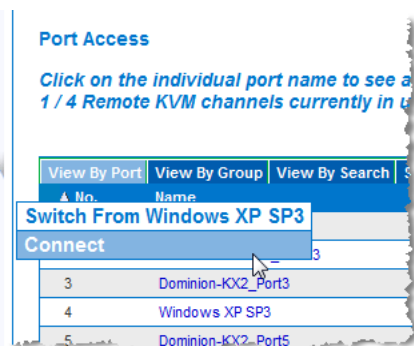 Port Access
Click on the individual port name to see a
1 / 4 Remote KVM channels currently in u
View By Port View By Group View By Search S
▲ No. Name
Switch From Windows XP SP3
Connect
3
3 Dominion-KX2_Port3
4 Windows XP SP3
5 Dominion-KX2_Port5